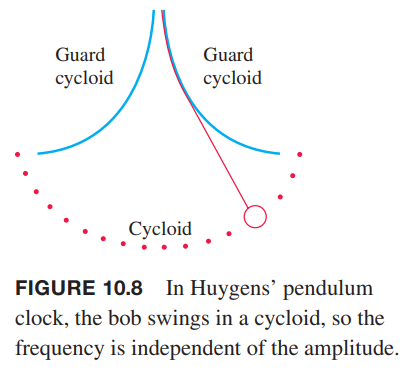 Guard Guard
cycloid cycloid
Cycloid
FIGURE 10.8 In Huygens’ pendulum
clock, the bob swings in a cycloid, so the
frequency is independent of the amplitude.